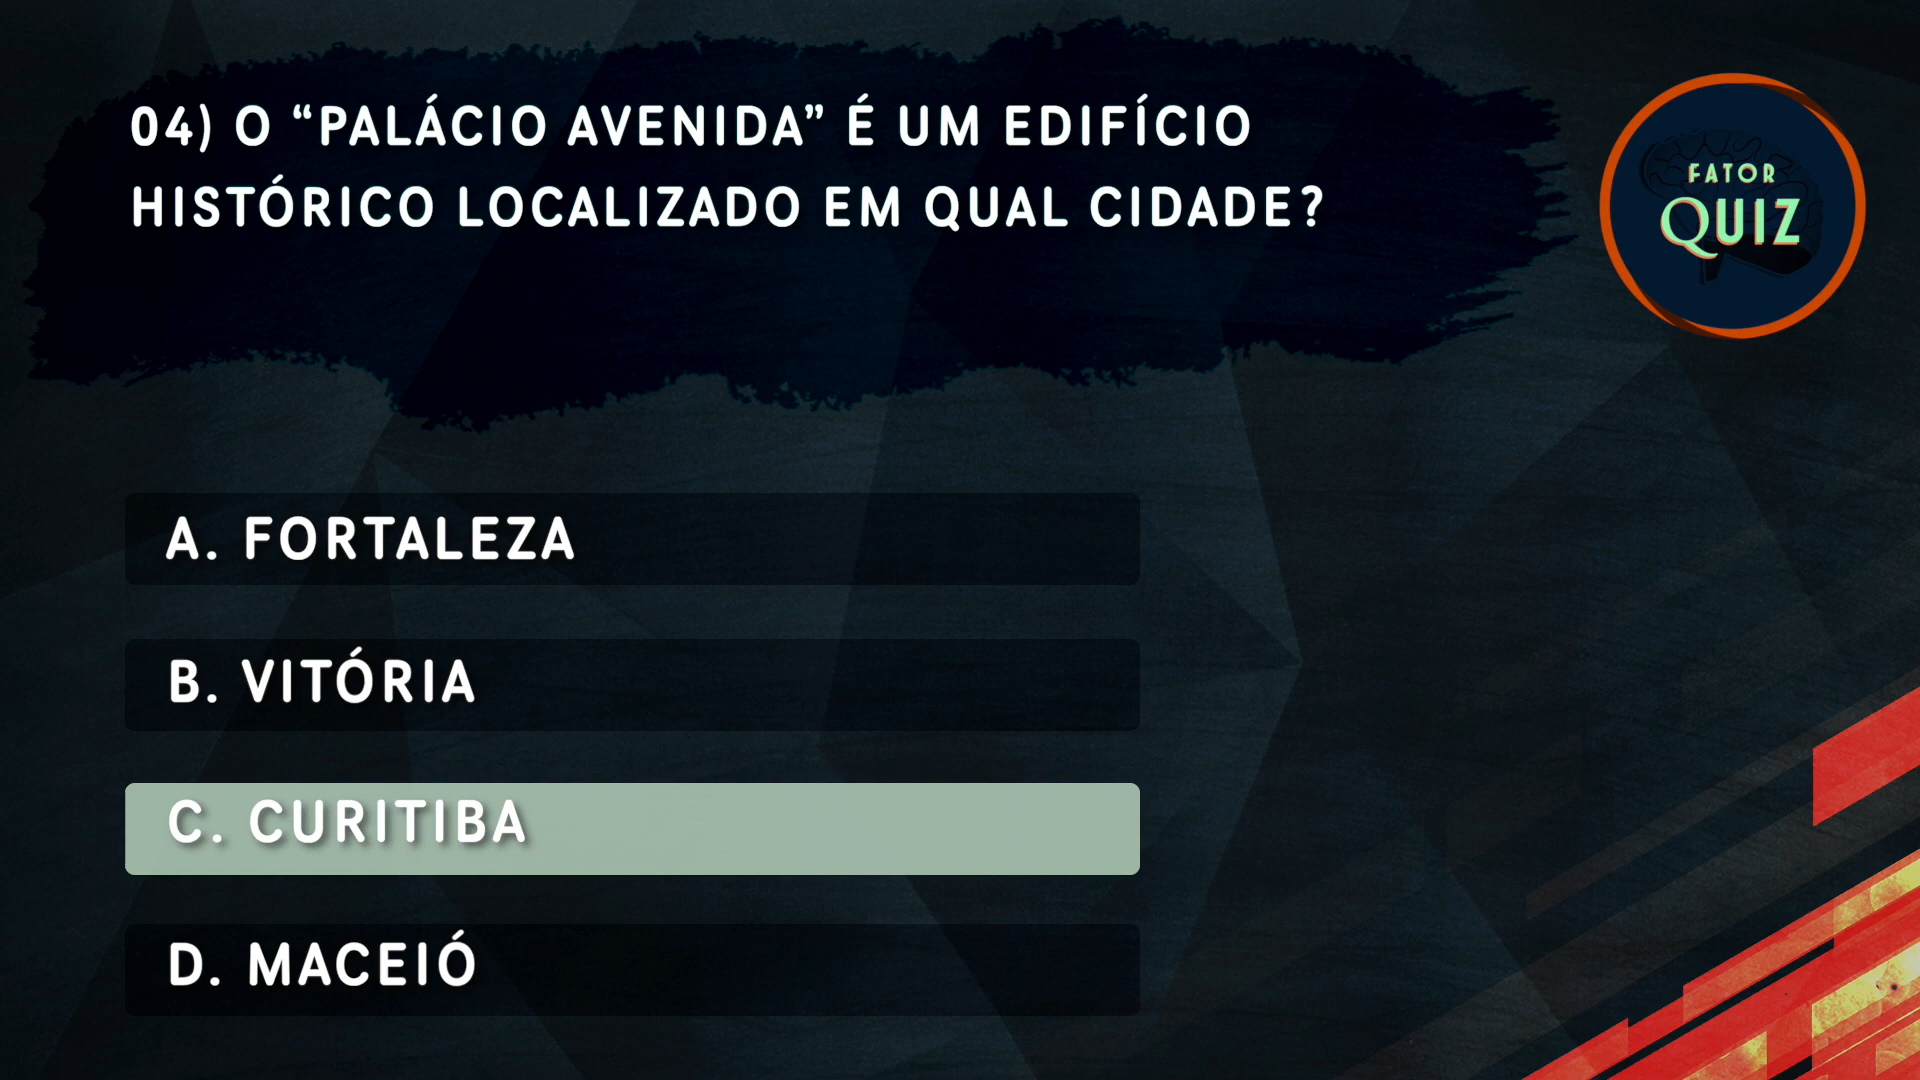 04) O “PALÁCIO AVENIDA” É UM EDIFÍCIO
HISTÓRICO LOCALIZADO EM QUAL CIDADE?
FATOR
QUIZ
A. FORTALEZA
B. VITÓRIA
C. CURITIBA
D. MACEIÓ